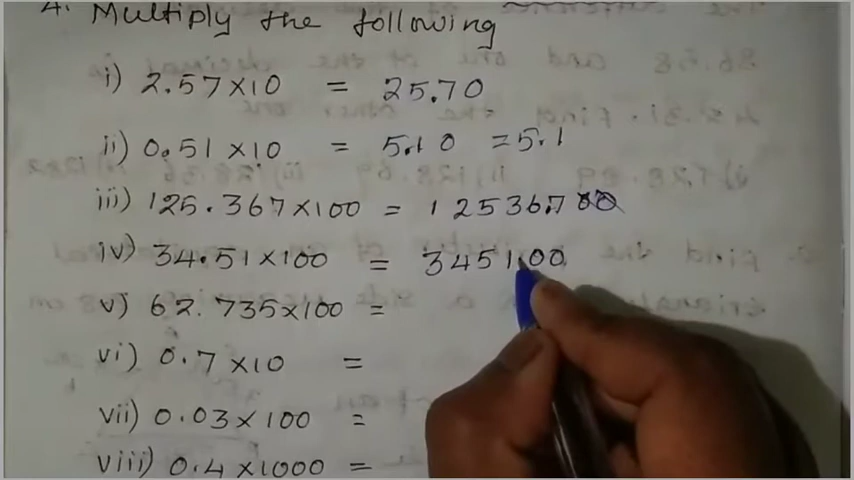 4. Multiply the following
i) 2.57×10 = 25.70
ii) 0.51 ×10 = 5.10 =5.1
iii) 125.367×100 = 12536.700
iv) 34.51×100 = 3451.00
v) 62.735×100 =
vi) 0.7×10 =
vii) 0.03×100 =
viii) 0.4×1000 =